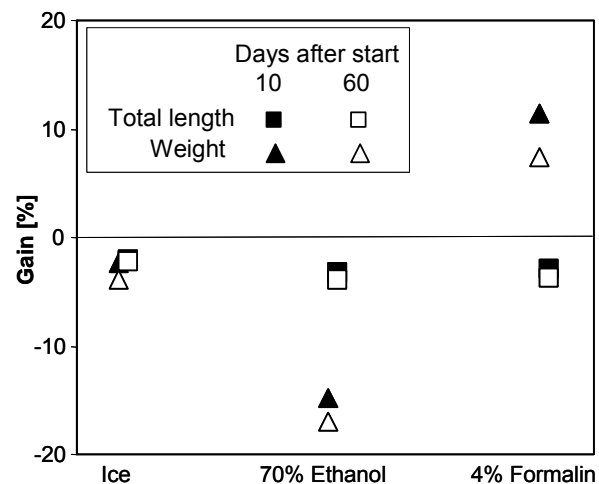 20
10
0
-10
-20
Gain [%]
Days after start
10 60
Total length
Weight
Ice 70% Ethanol 4% Formalin